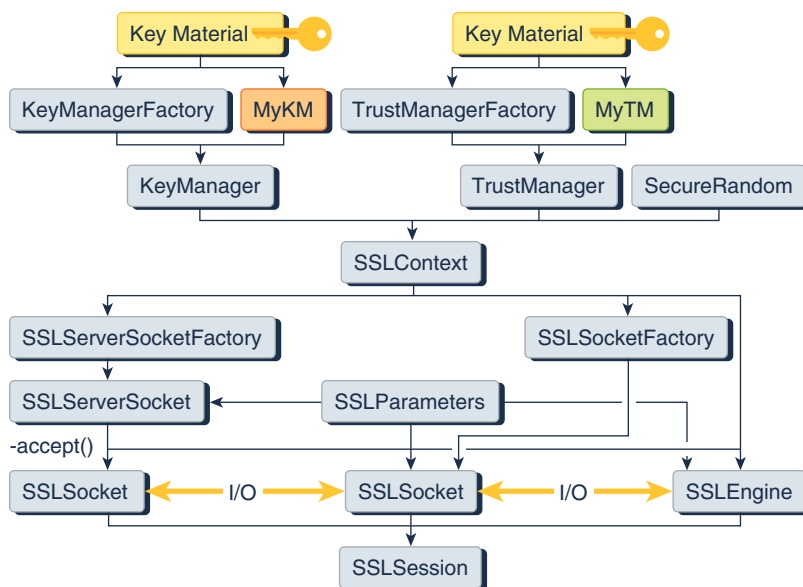 Key Material
Key Material
KeyManagerFactory
MyKM
TrustManagerFactory
MyTM
KeyManager
TrustManager
SecureRandom
SSLContext
SSLServerSocketFactory
SSLSocketFactory
SSLServerSocket
SSLParameters
-accept()
SSLSocket
I/O
SSLSocket
I/O
SSLEngine
SSLSession